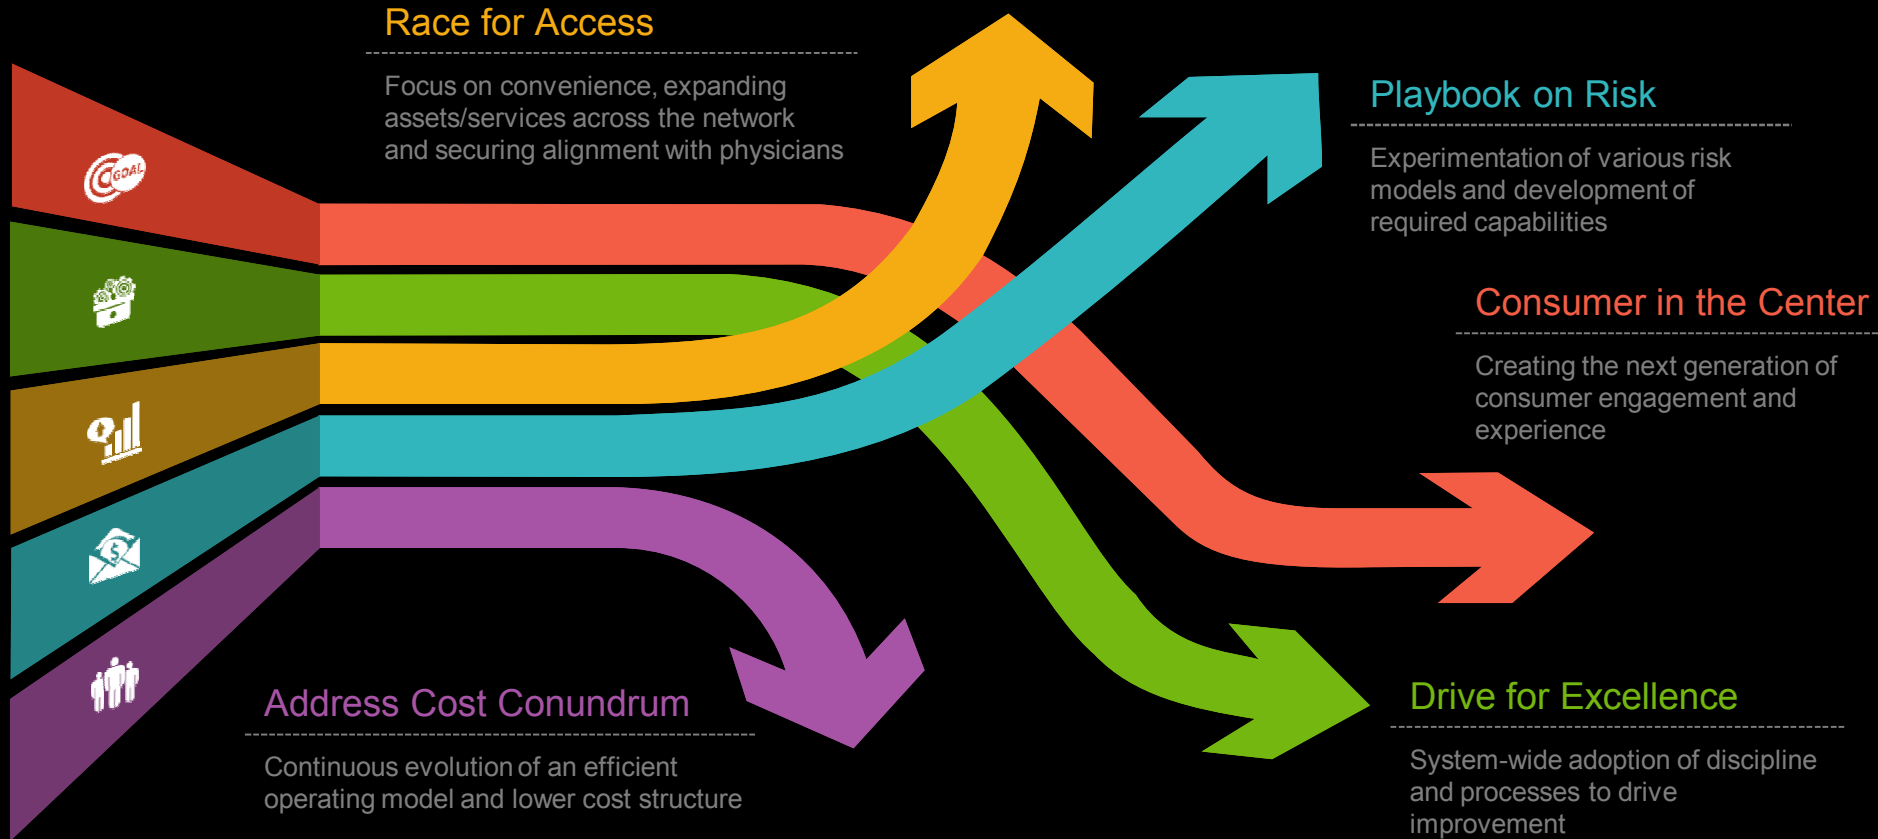 Race for Access
Focus on convenience, expanding
assets/services across the network
and securing alignment with physicians
Playbook on Risk
Experimentation of various risk
models and development of
required capabilities
GOAL
Consumer in the Center
Creating the next generation of
consumer engagement and
experience
$
Address Cost Conundrum
Continuous evolution of an efficient
operating model and lower cost structure
Drive for Excellence
System-wide adoption of discipline
and processes to drive
improvement